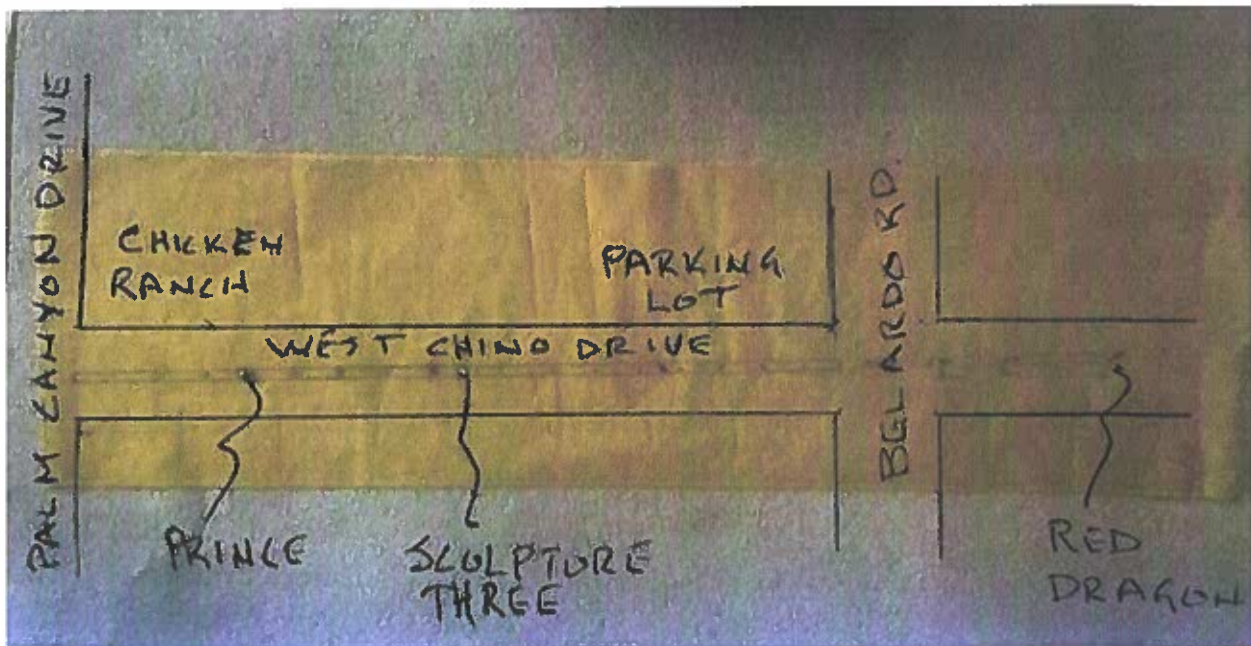 PALM CANYON DRIVE
CHICKEN
RANCH
PARKING
LOT
BELARDO RD.
WEST CHINO DRIVE
PRINCE
SCULPTURE
THREE
RED
DRAGON